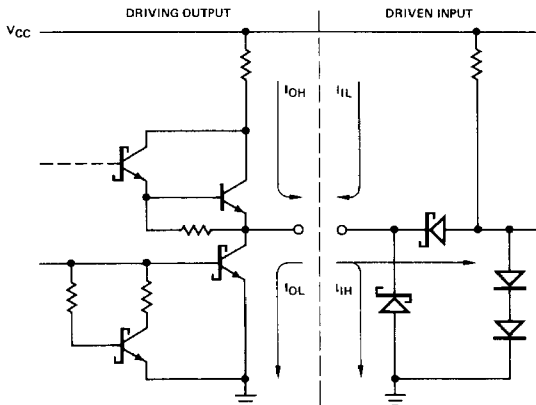 DRIVING OUTPUT
DRIVEN INPUT
VCC
IOH
IIL
IOL
IIH